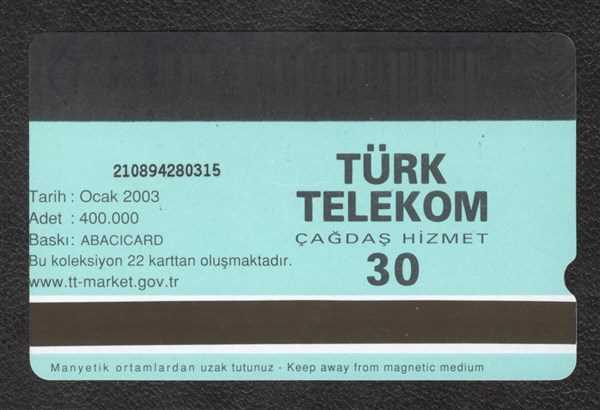 210894280315
Tarih : Ocak 2003
Adet : 400.000
Baskı : ABACICARD
Bu koleksiyon 22 karttan oluşmaktadır.
www.tt-market.gov.tr
TÜRK
TELEKOM
ÇAĞDAŞ HİZMET
30
Manyetik ortamlardan uzak tutunuz - Keep away from magnetic medium